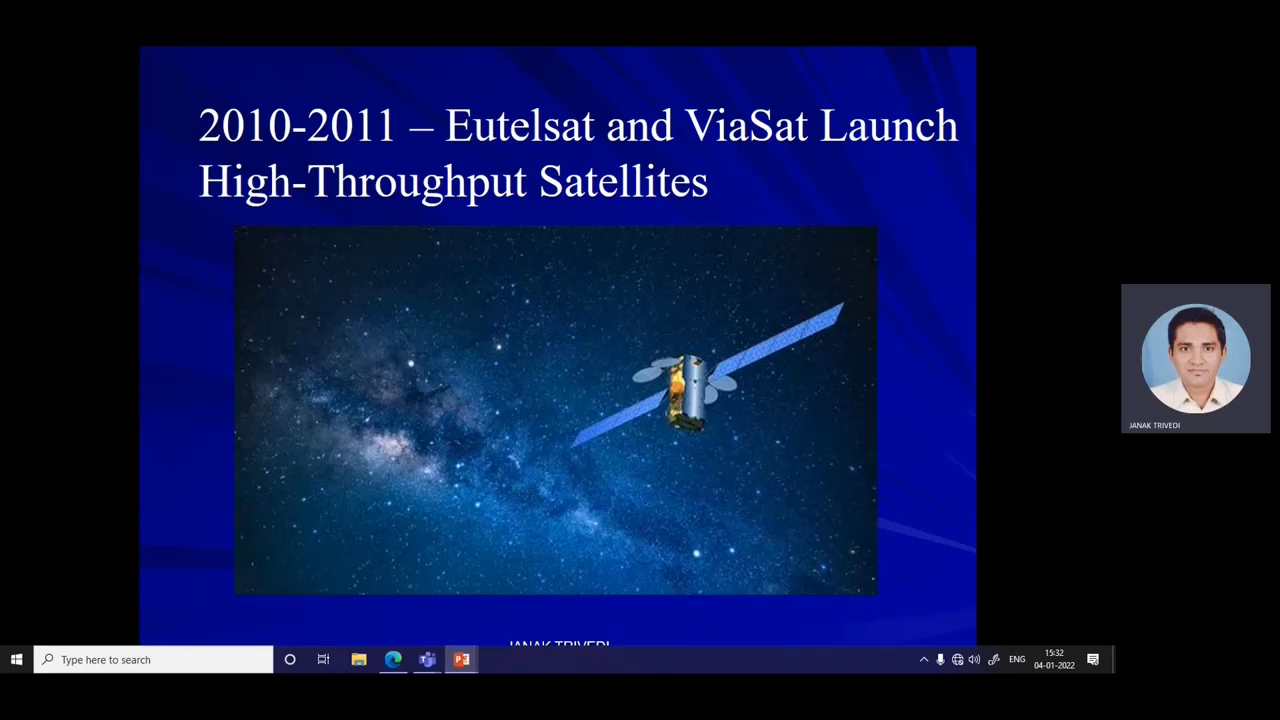 2010-2011 – Eutelsat and ViaSat Launch
High-Throughput Satellites
JANAK TRIVEDI
JANAK TRIVEDI
Type here to search
ENG
15:32
04-01-2022